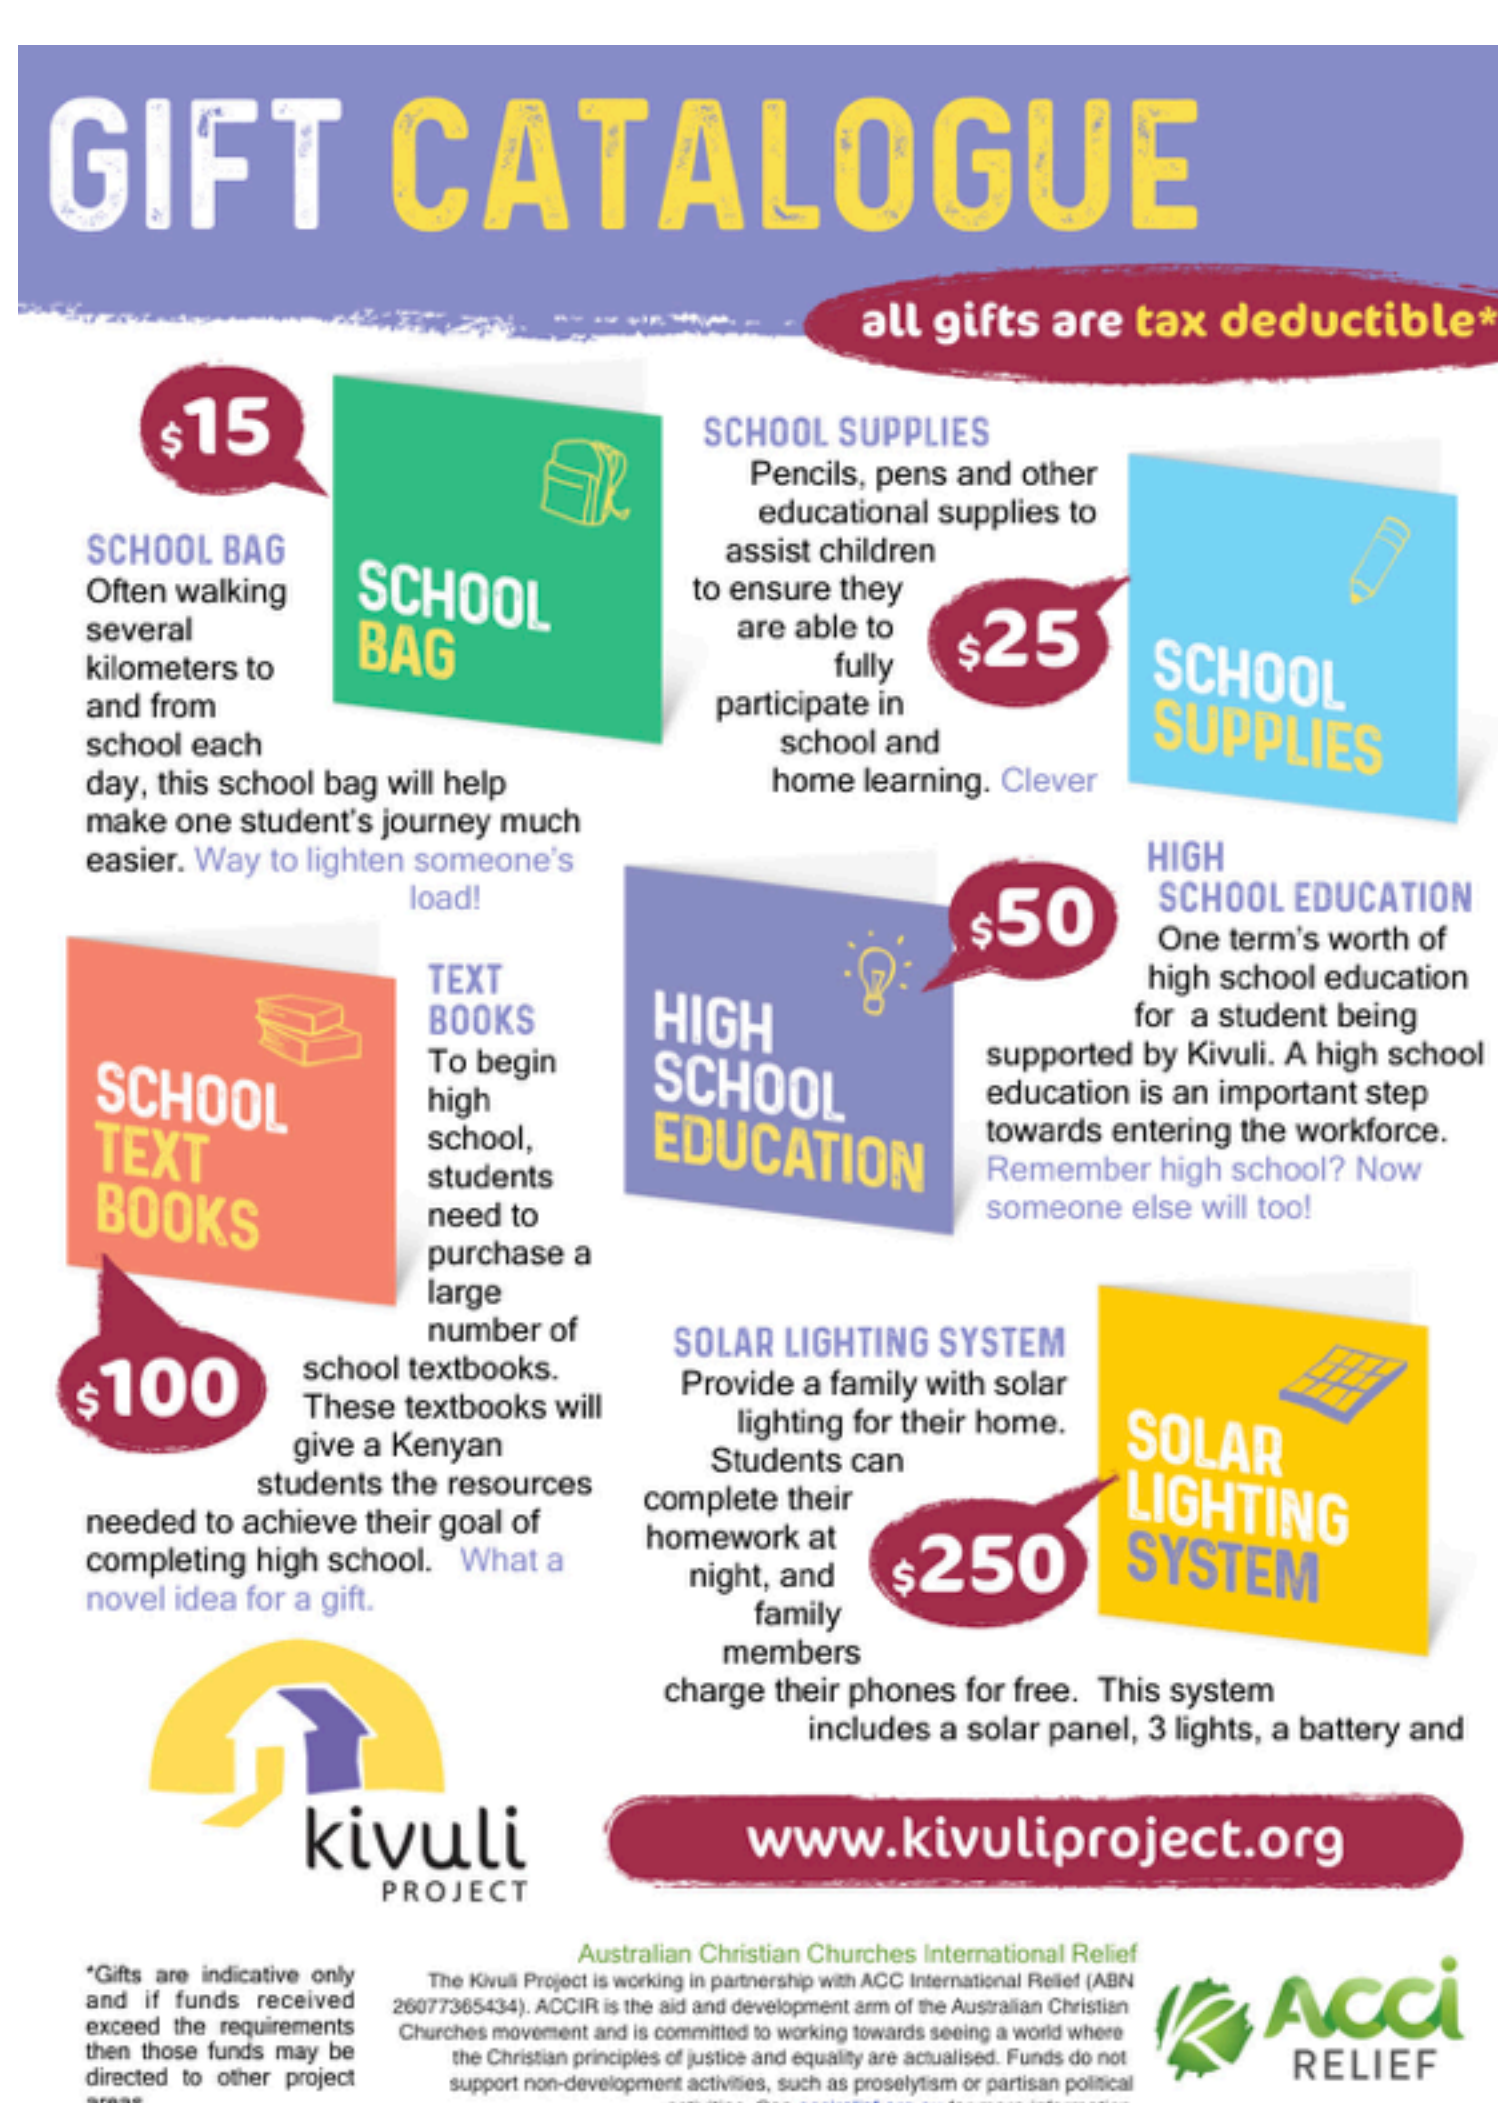 GIFT CATALOGUE
all gifts are tax deductible*
$15
SCHOOL
BAG
SCHOOL BAG
Often walking
several
kilometers to
and from
school each
day, this school bag will help
make one student's journey much
easier. Way to lighten someone's
load!
SCHOOL SUPPLIES
Pencils, pens and other
educational supplies to
assist children
to ensure they
are able to
fully
participate in
school and
home learning. Clever
$25
SCHOOL
SUPPLIES
SCHOOL
TEXT
BOOKS
$100
TEXT
BOOKS
To begin
high
school,
students
need to
purchase a
large
number of
school textbooks.
These textbooks will
give a Kenyan
students the resources
needed to achieve their goal of
completing high school. What a
novel idea for a gift.
HIGH
SCHOOL
EDUCATION
$50
HIGH
SCHOOL EDUCATION
One term's worth of
high school education
for a student being
supported by Kivuli. A high school
education is an important step
towards entering the workforce.
Remember high school? Now
someone else will too!
SOLAR LIGHTING SYSTEM
Provide a family with solar
lighting for their home.
Students can
complete their
homework at
night, and
family
members
charge their phones for free. This system
includes a solar panel, 3 lights, a battery and
$250
SOLAR
LIGHTING
SYSTEM
kivuli
PROJECT
www.kivuliproject.org
*Gifts are indicative only
and if funds received
exceed the requirements
then those funds may be
directed to other project
areas
Australian Christian Churches International Relief
The Kivuli Project is working in partnership with ACC International Relief (ABN
26077365434). ACCIR is the aid and development arm of the Australian Christian
Churches movement and is committed to working towards seeing a world where
the Christian principles of justice and equality are actualised. Funds do not
support non-development activities, such as proselytism or partisan political
ACCi
RELIEF